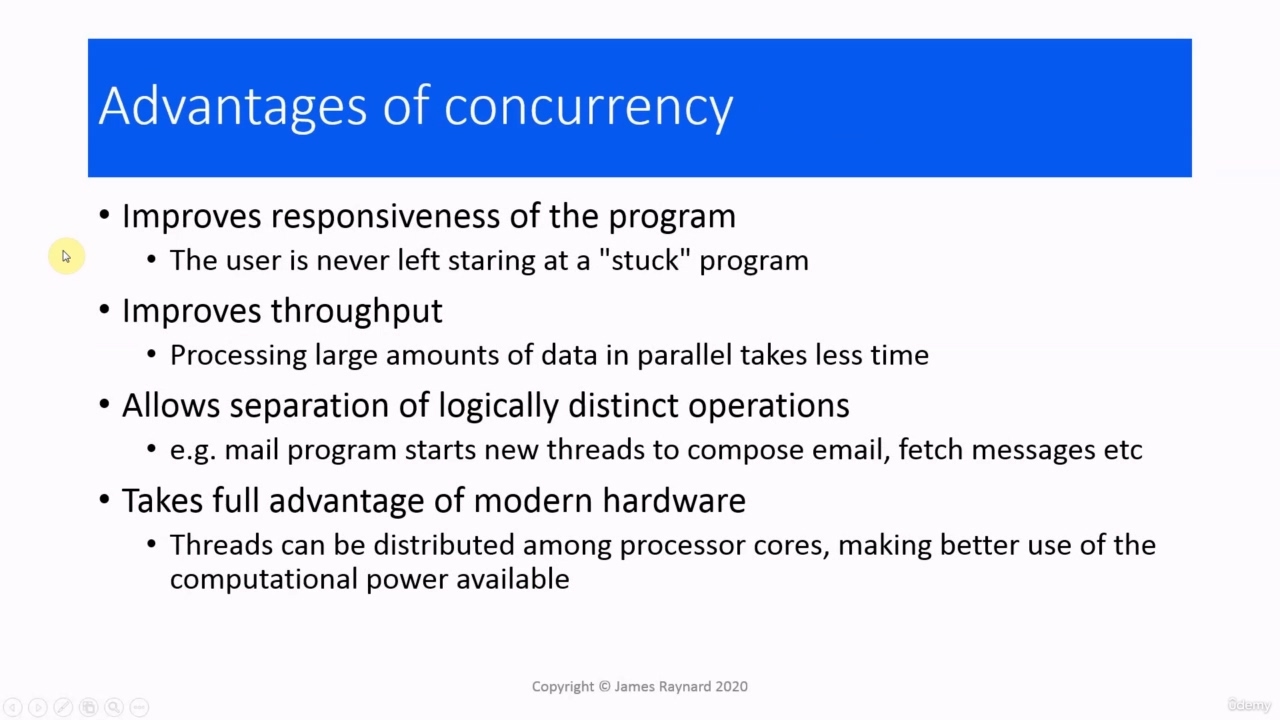 Advantages of concurrency
• Improves responsiveness of the program
• The user is never left staring at a "stuck" program
• Improves throughput
• Processing large amounts of data in parallel takes less time
• Allows separation of logically distinct operations
• e.g. mail program starts new threads to compose email, fetch messages etc
• Takes full advantage of modern hardware
• Threads can be distributed among processor cores, making better use of the
computational power available
Copyright © James Raynard 2020
ûdemy